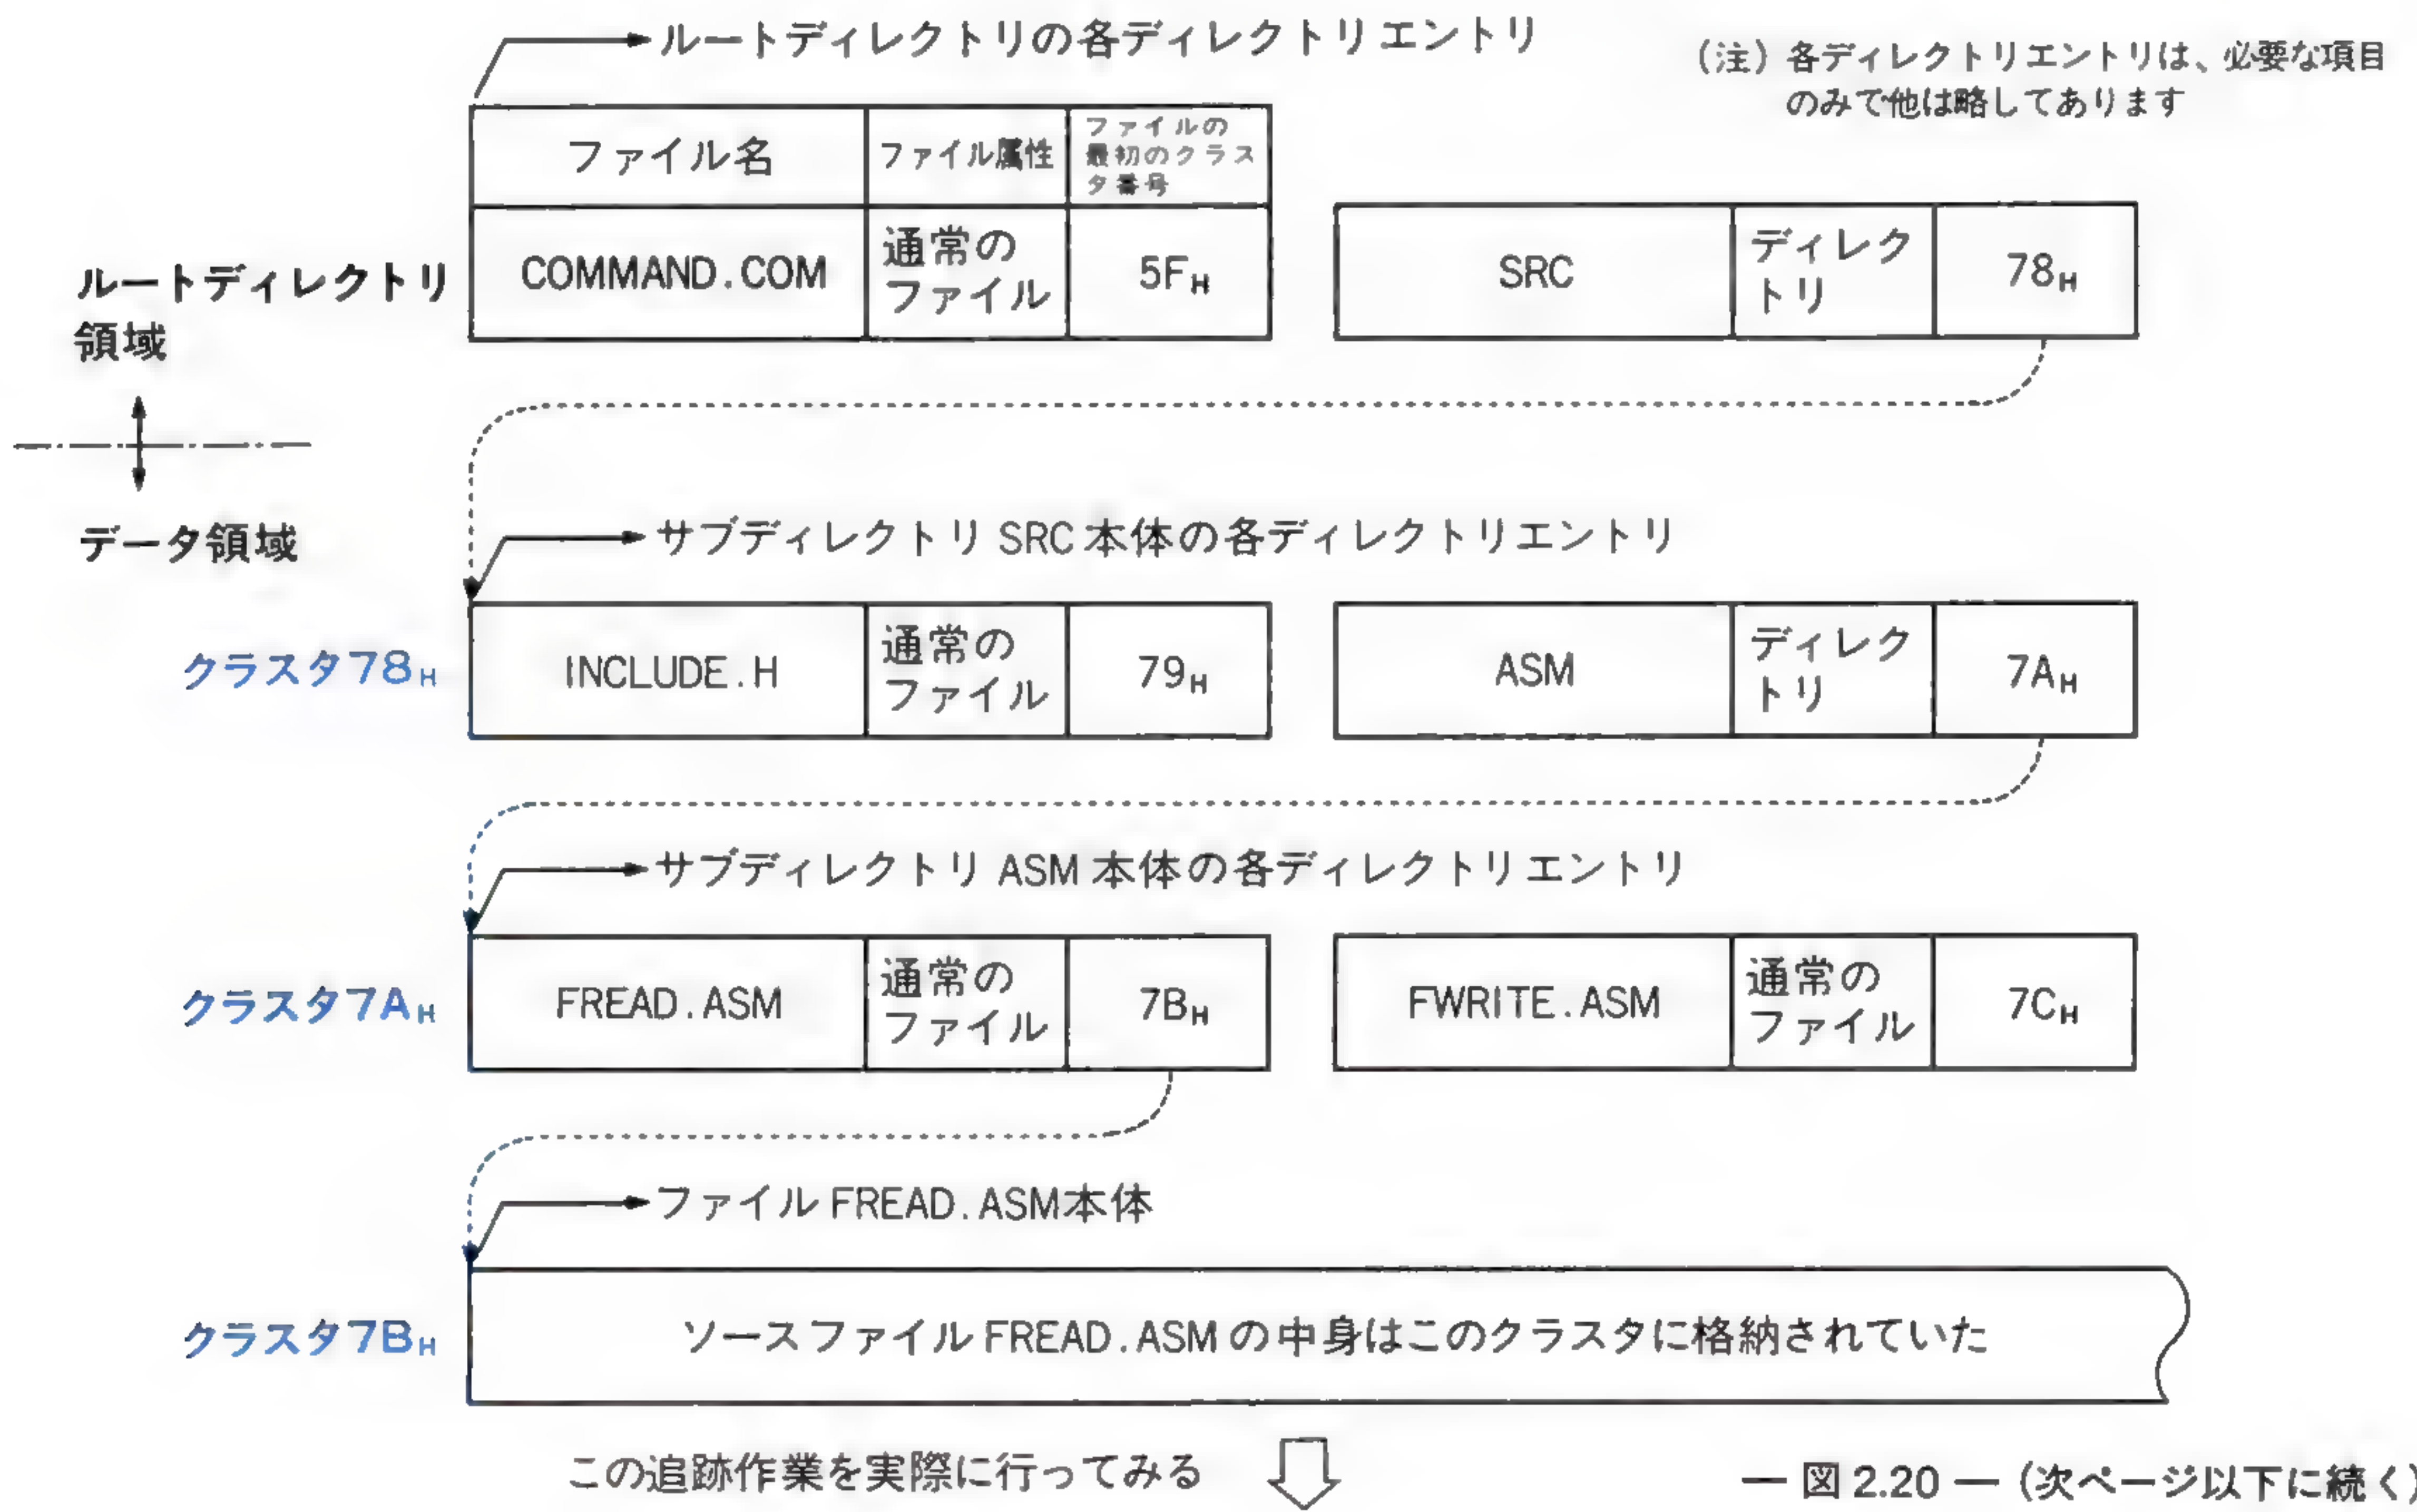 ルートディレクトリの各ディレクトリエントリ
(注) 各ディレクトリエントリは、必要な項目
のみで他は略してあります
ファイル名 ファイル属性 ファイルの
最初のクラス
タ番号
ルートディレクトリ
領域
COMMAND.COM 通常の
ファイル 5FH
SRC ディレク
トリ 78H
データ領域
サブディレクトリ SRC 本体の各ディレクトリエントリ
クラスタ78H
INCLUDE.H 通常の
ファイル 79H
ASM ディレク
トリ 7AH
サブディレクトリ ASM 本体の各ディレクトリエントリ
クラスタ7AH
FREAD.ASM 通常の
ファイル 7BH
FWRITE.ASM 通常の
ファイル 7CH
ファイル FREAD.ASM本体
クラスタ7BH
ソースファイル FREAD.ASM の中身はこのクラスタに格納されていた
この追跡作業を実際に行ってみる
— 図2.20 — (次ページ以下に続く)